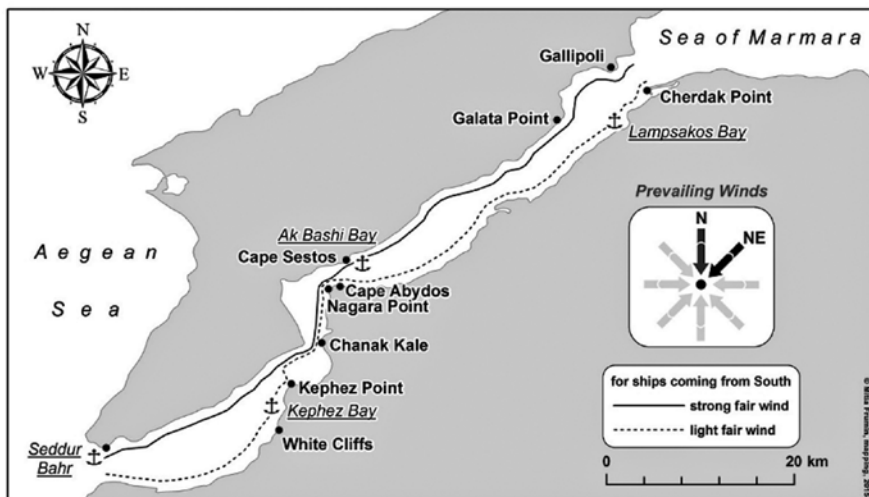 N
W E
S
Sea of Marmara
Gallipoli
Cherdak Point
Galata Point
Lampsakos Bay
Prevailing Winds
N
NE
Ak Bashi Bay
Cape Sestos
Aegean
Sea
Cape Abydos
Nagara Point
Chanak Kale
Kephez Point
Kephez Bay
White Cliffs
Seddur
Bahr
for ships coming from South
strong fair wind
light fair wind
0 20 km